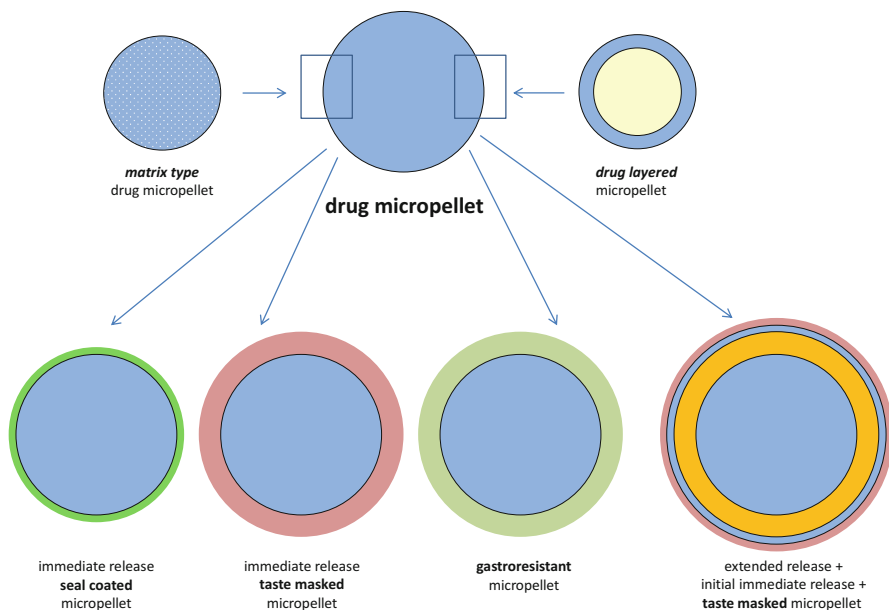 matrix type
drug micropellet
drug micropellet
drug layered
micropellet
immediate release
seal coated
micropellet
immediate release
taste masked
micropellet
gastroresistant
micropellet
extended release +
initial immediate release +
taste masked micropellet